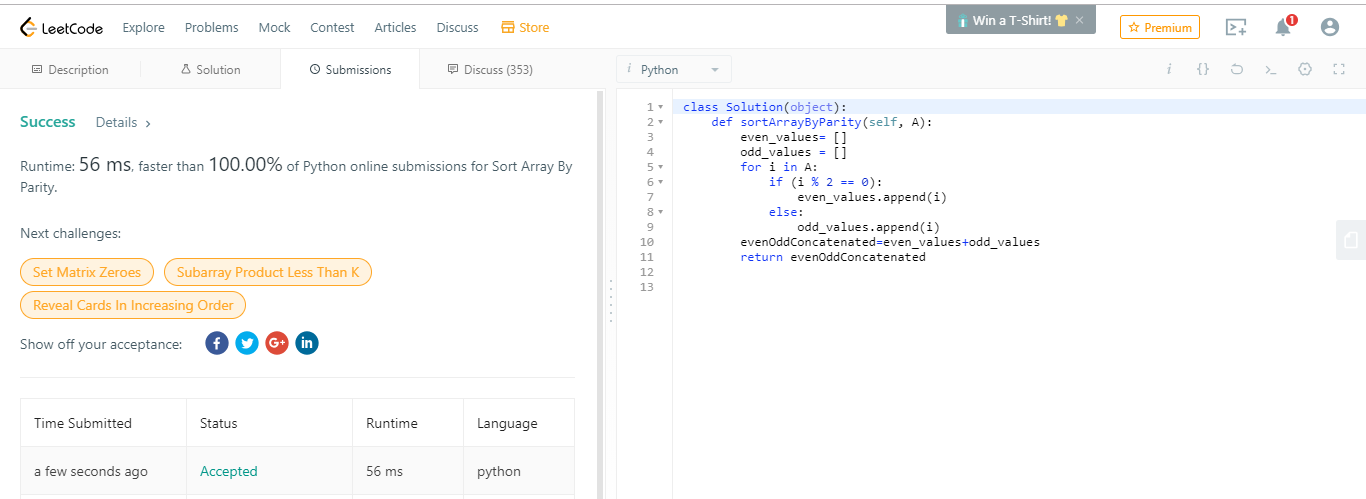 LeetCode Explore Problems Mock Contest Articles Discuss Store Win a T-Shirt! × Premium 1
Description Solution Submissions Discuss (353)
i Python i {} >_
Success Details >
Runtime: 56 ms, faster than 100.00% of Python online submissions for Sort Array By
Parity.
Next challenges:
Set Matrix Zeroes Subarray Product Less Than K
Reveal Cards In Increasing Order
Show off your acceptance: f G+ in
Time Submitted Status Runtime Language
a few seconds ago Accepted 56 ms python
1 class Solution(object):
2 def sortArrayByParity(self, A):
3 even_values= []
4 odd_values = []
5 for i in A:
6 if (i % 2 == 0):
7 even_values.append(i)
8 else:
9 odd_values.append(i)
10 evenOddConcatenated=even_values+odd_values
11 return evenOddConcatenated
12
13